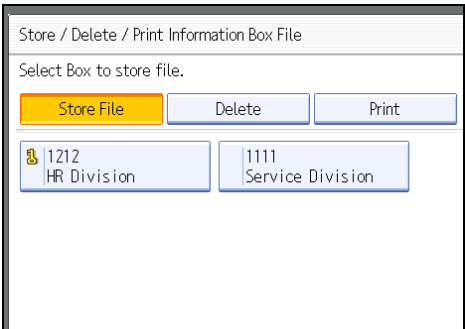 Store / Delete / Print Information Box File
Select Box to store file.
Store File Delete Print
1212 1111
HR Division Service Division